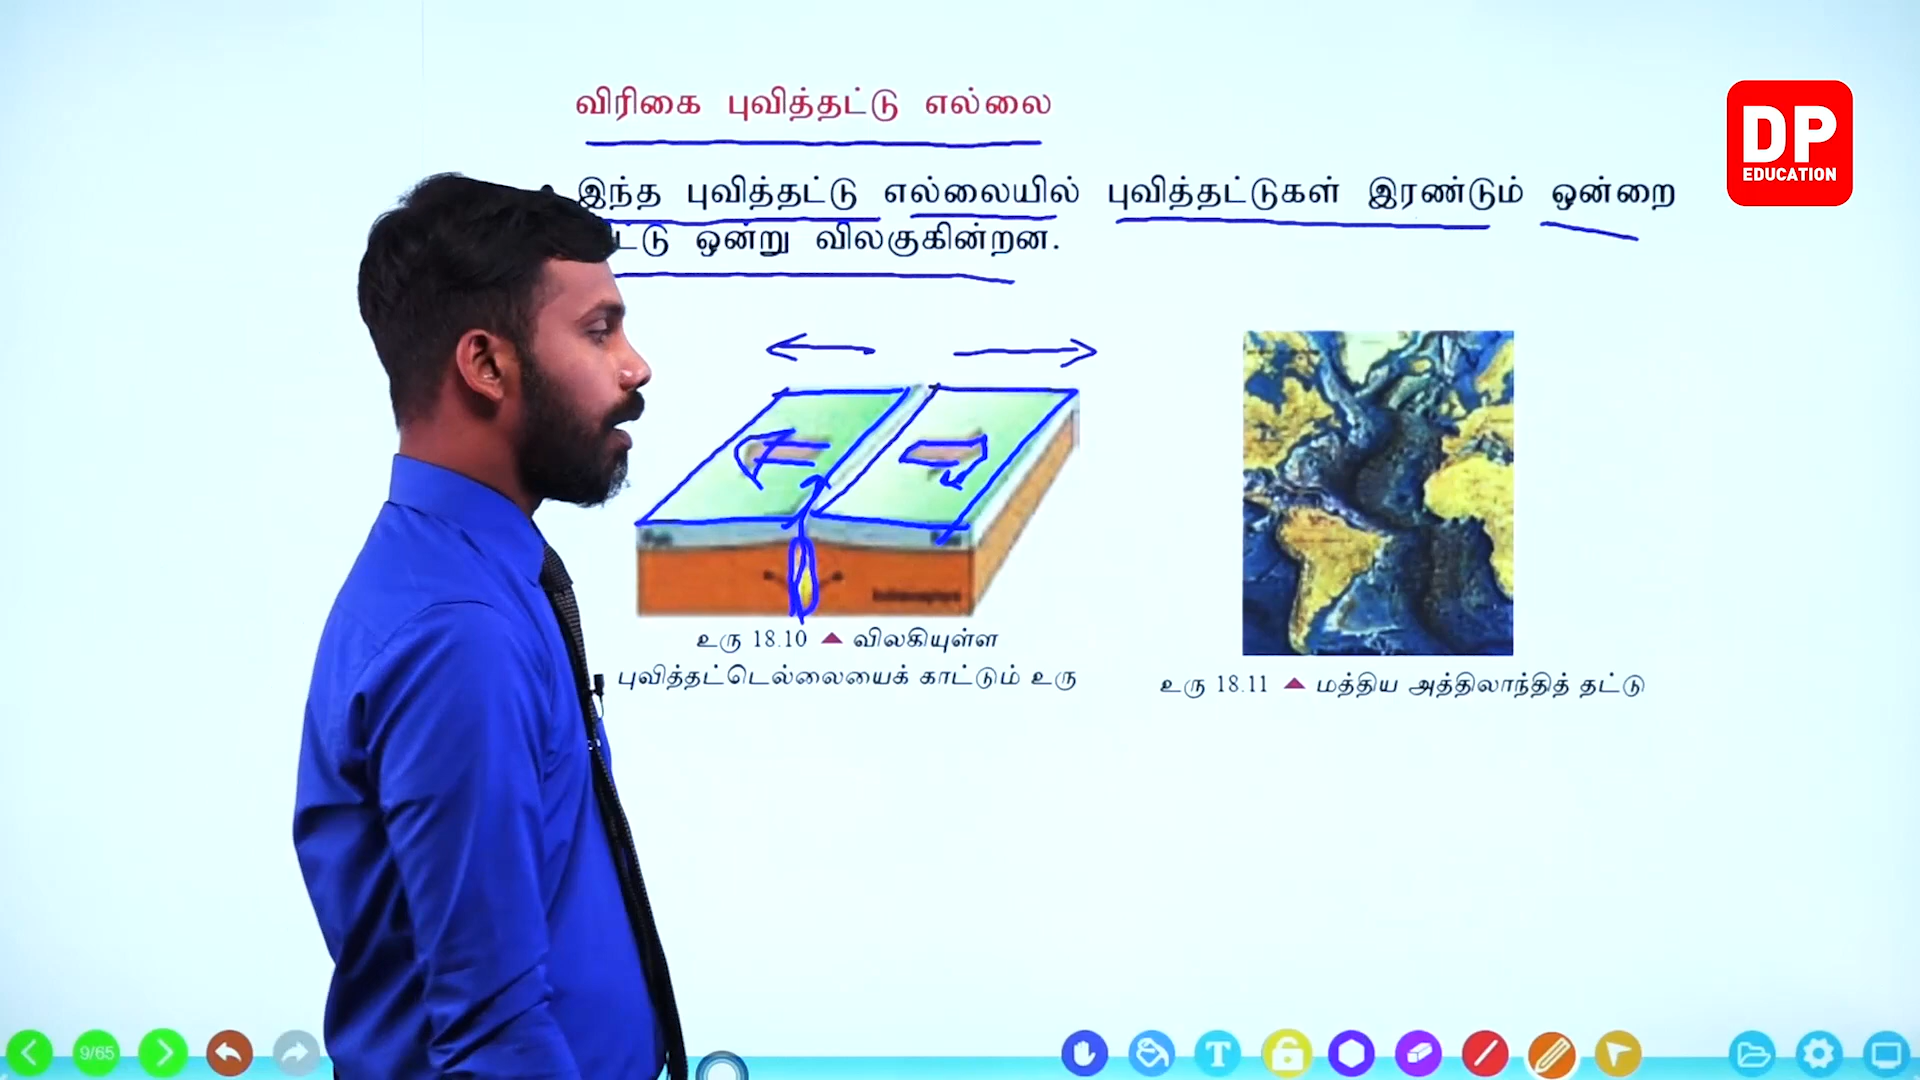 விரிகை புவித்தட்டு எல்லை
DP
EDUCATION
இந்த புவித்தட்டு எல்லையில் புவித்தட்டுகள் இரண்டும் ஒன்றை
ஒன்று விலகுகின்றன.
உரு 18.10 ▲ விலகியுள்ள
புவித்தட்டெல்லையைக் காட்டும் உரு
உரு 18.11 ▲ மத்திய அத்திலாந்தித் தட்டு
9/65
T